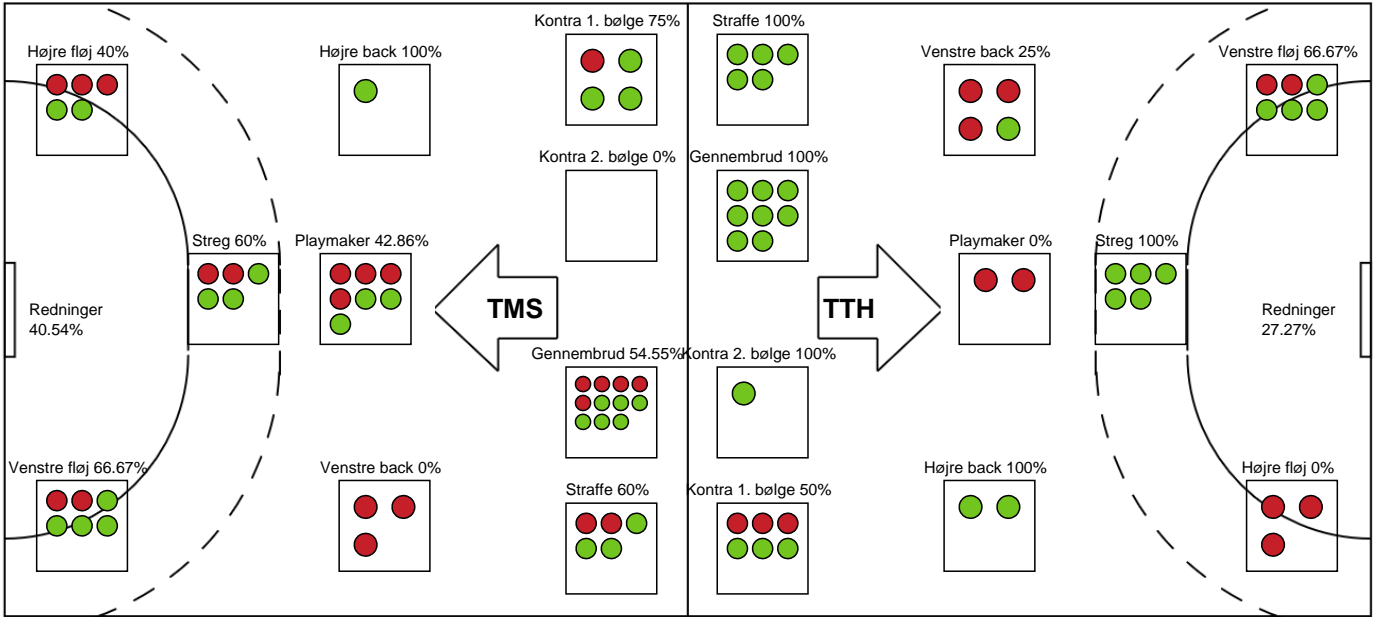 Kontra 1. bølge 75%
Straffe 100%
Højre fløj 40%
Højre back 100%
Venstre back 25%
Venstre fløj 66.67%
Kontra 2. bølge 0%
Gennembrud 100%
Streg 60%
Playmaker 42.86%
Playmaker 0%
Streg 100%
Redninger
40.54%
TMS
TTH
Redninger
27.27%
Gennembrud 54.55%
Kontra 2. bølge 100%
Venstre fløj 66.67%
Venstre back 0%
Højre back 100%
Højre fløj 0%
Straffe 60%
Kontra 1. bølge 50%